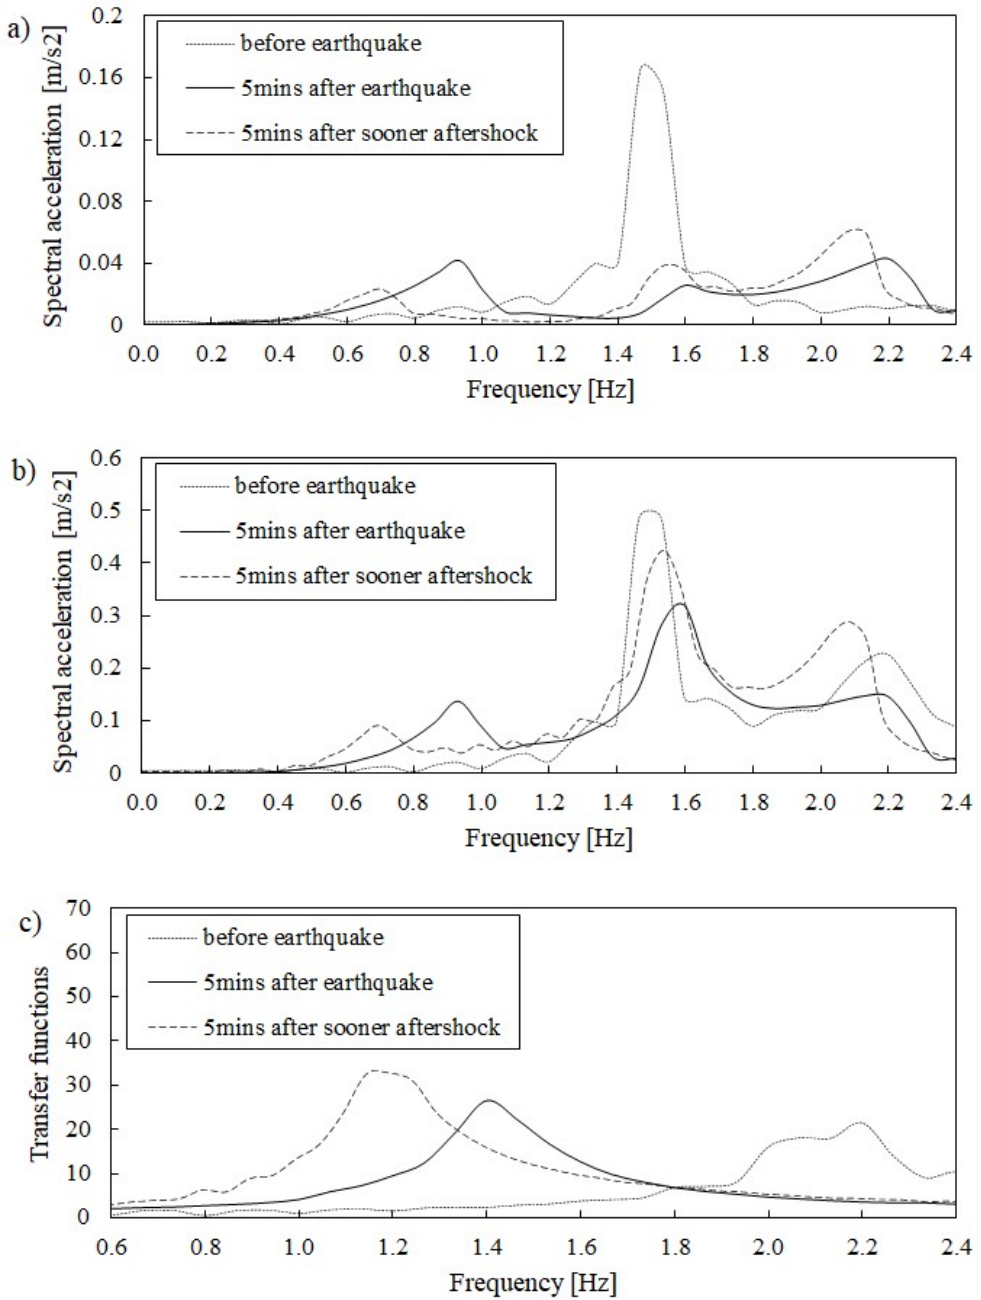 a)
Spectral acceleration [m/s2]
0.2
0.16
0.12
0.08
0.04
0
before earthquake
5mins after earthquake
5mins after sooner aftershock
0.0 0.2 0.4 0.6 0.8 1.0 1.2 1.4 1.6 1.8 2.0 2.2 2.4
Frequency [Hz]
b)
Spectral acceleration [m/s2]
0.6
0.5
0.4
0.3
0.2
0.1
0
before earthquake
5mins after earthquake
5mins after sooner aftershock
0.0 0.2 0.4 0.6 0.8 1.0 1.2 1.4 1.6 1.8 2.0 2.2 2.4
Frequency [Hz]
c)
Transfer functions
70
60
50
40
30
20
10
0
before earthquake
5mins after earthquake
5mins after sooner aftershock
0.6 0.8 1.0 1.2 1.4 1.6 1.8 2.0 2.2 2.4
Frequency [Hz]